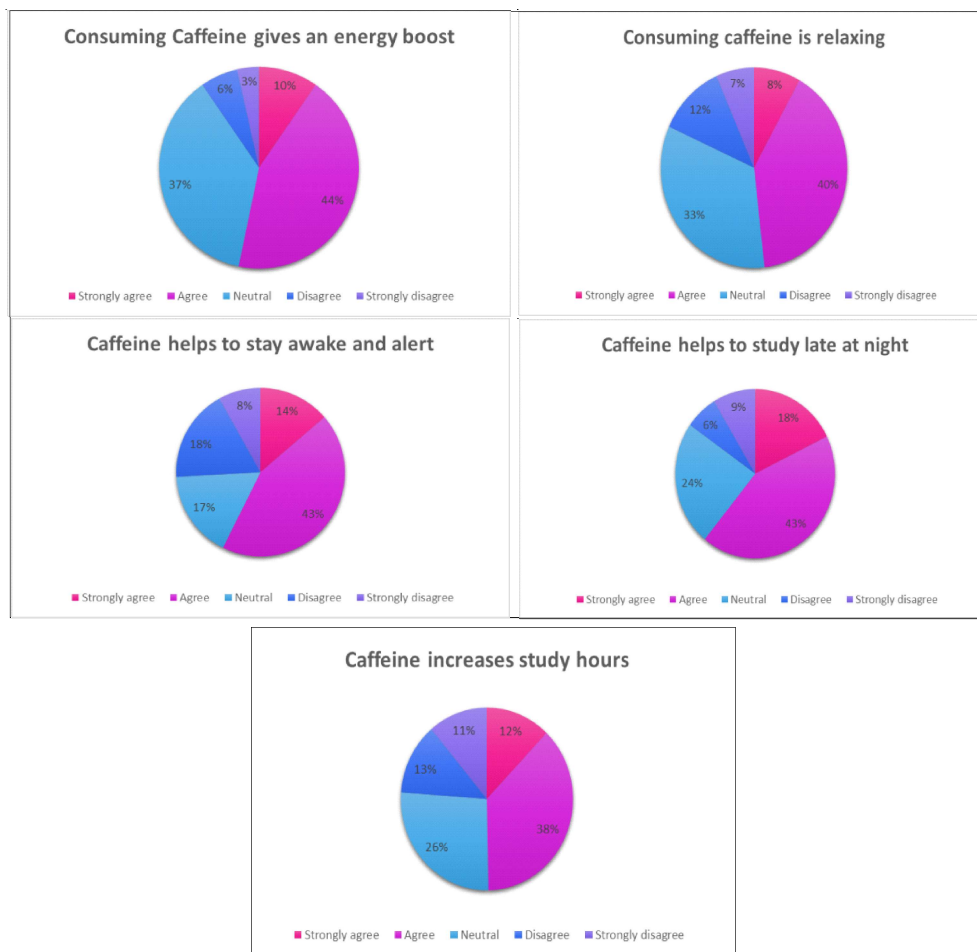 Consuming Caffeine gives an energy boost
3%
10%
6%
37%
44%
Strongly agree Agree Neutral Disagree Strongly disagree
Consuming caffeine is relaxing
7%
8%
12%
40%
33%
Strongly agree Agree Neutral Disagree Strongly disagree
Caffeine helps to stay awake and alert
8%
14%
18%
17%
43%
Strongly agree Agree Neutral Disagree Strongly disagree
Caffeine helps to study late at night
9%
18%
6%
24%
43%
Strongly agree Agree Neutral Disagree Strongly disagree
Caffeine increases study hours
11%
12%
13%
38%
26%
Strongly agree Agree Neutral Disagree Strongly disagree